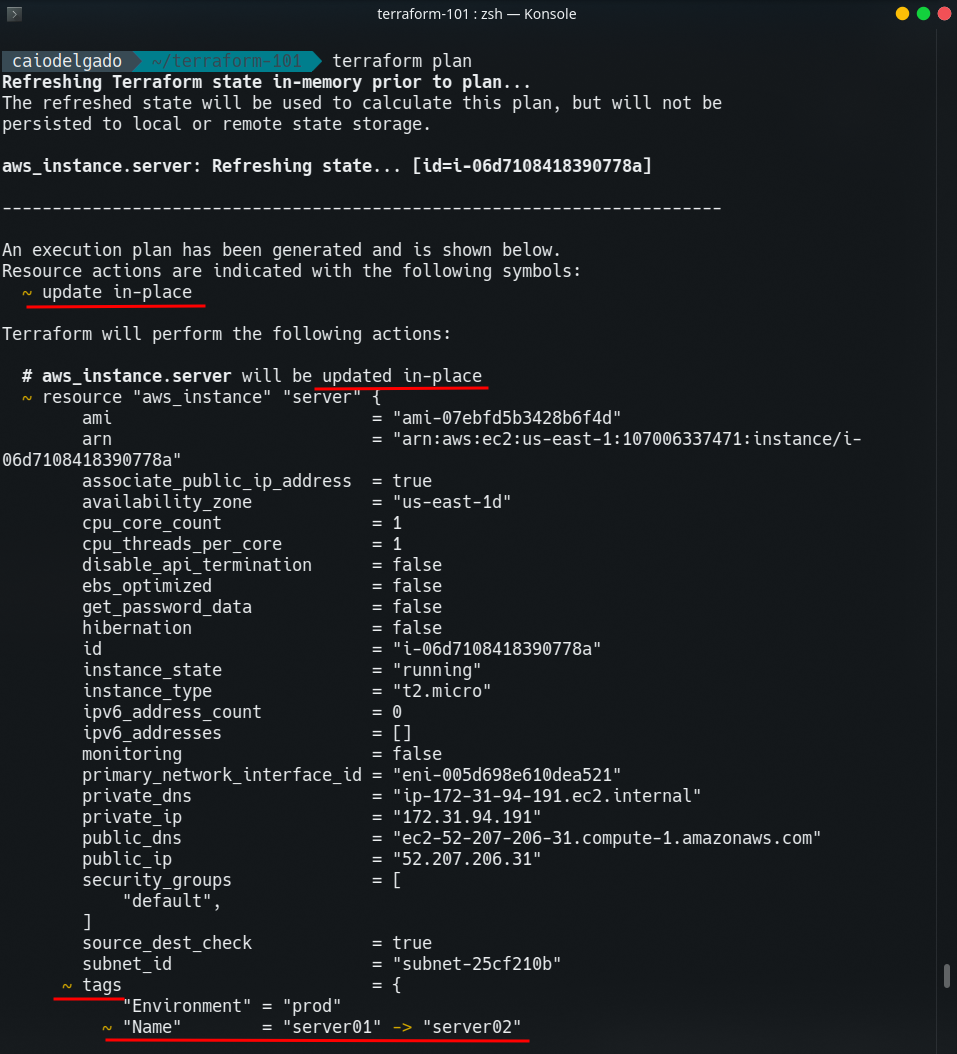 terraform-101 : zsh — Konsole
caiodelgado ~/terraform-101 terraform plan
Refreshing Terraform state in-memory prior to plan...
The refreshed state will be used to calculate this plan, but will not be
persisted to local or remote state storage.
aws_instance.server: Refreshing state... [id=i-06d7108418390778a]
------------------------------------------------------------------------
An execution plan has been generated and is shown below.
Resource actions are indicated with the following symbols:
  ~ update in-place
Terraform will perform the following actions:
  # aws_instance.server will be updated in-place
  ~ resource "aws_instance" "server" {
        ami                          = "ami-07ebfd5b3428b6f4d"
        arn                          = "arn:aws:ec2:us-east-1:107006337471:instance/i-
06d7108418390778a"
        associate_public_ip_address  = true
        availability_zone            = "us-east-1d"
        cpu_core_count               = 1
        cpu_threads_per_core         = 1
        disable_api_termination      = false
        ebs_optimized                = false
        get_password_data            = false
        hibernation                  = false
        id                           = "i-06d7108418390778a"
        instance_state               = "running"
        instance_type                = "t2.micro"
        ipv6_address_count           = 0
        ipv6_addresses               = []
        monitoring                   = false
        primary_network_interface_id = "eni-005d698e610dea521"
        private_dns                  = "ip-172-31-94-191.ec2.internal"
        private_ip                   = "172.31.94.191"
        public_dns                   = "ec2-52-207-206-31.compute-1.amazonaws.com"
        public_ip                    = "52.207.206.31"
        security_groups              = [
            "default",
        ]
        source_dest_check            = true
        subnet_id                    = "subnet-25cf210b"
      ~ tags                         = {
            "Environment" = "prod"
          ~ "Name"        = "server01" -> "server02"